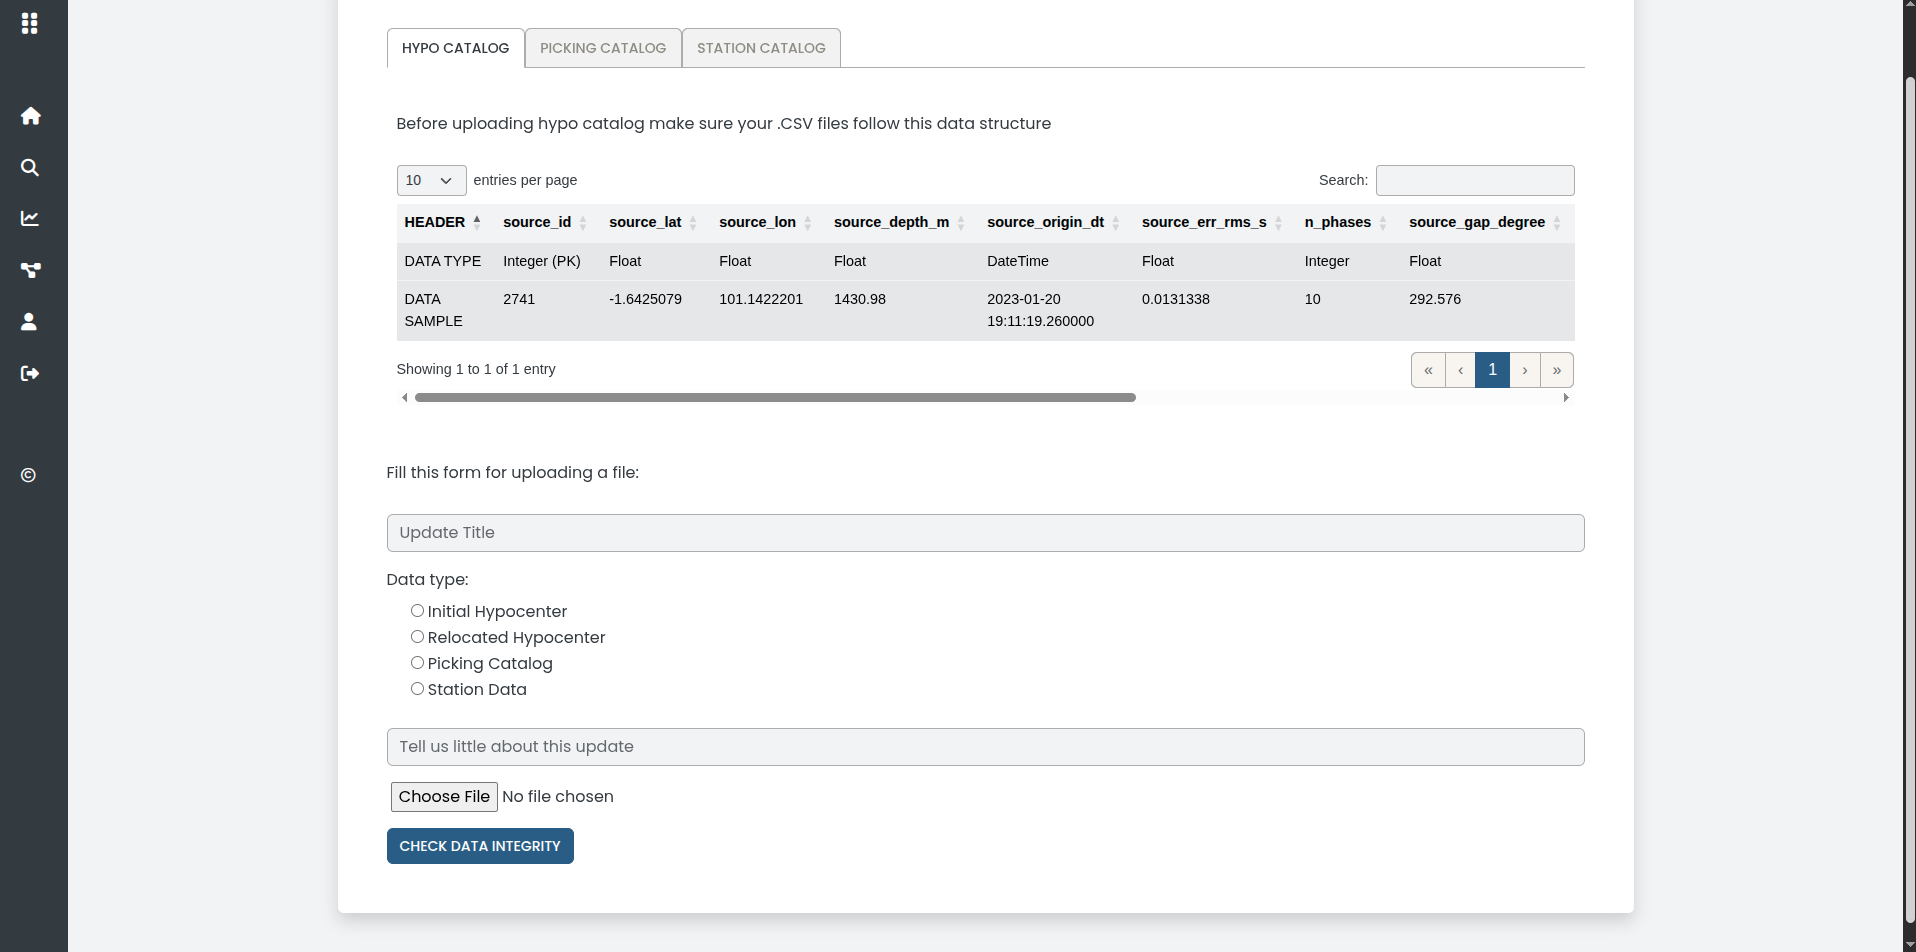 HYPO CATALOG PICKING CATALOG STATION CATALOG
Before uploading hypo catalog make sure your .CSV files follow this data structure
10 entries per page Search:
HEADER source_id source_lat source_lon source_depth_m source_origin_dt source_err_rms_s n_phases source_gap_degree
DATA TYPE Integer (PK) Float Float Float DateTime Float Integer Float
DATA 2741 -1.6425079 101.1422201 1430.98 2023-01-20 0.0131338 10 292.576
SAMPLE 19:11:19.260000
Showing 1 to 1 of 1 entry « ‹ 1 › »
©
Fill this form for uploading a file:
Update Title
Data type:
Initial Hypocenter
Relocated Hypocenter
Picking Catalog
Station Data
Tell us little about this update
Choose File No file chosen
CHECK DATA INTEGRITY